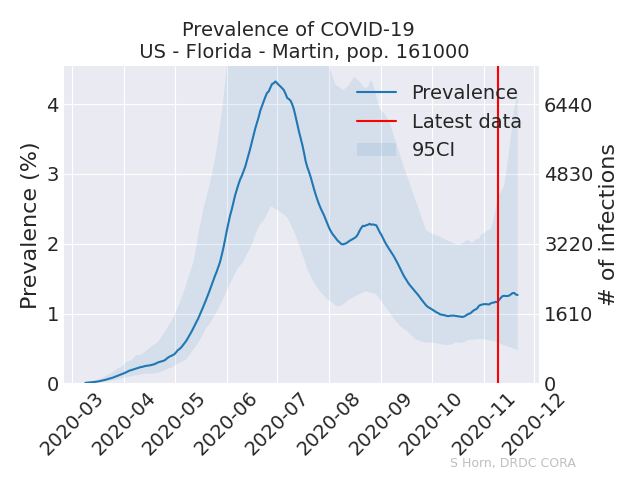 Prevalence of COVID-19
US - Florida - Martin, pop. 161000
Prevalence (%)
4
3
2
1
0
Prevalence
Latest data
95CI
6440
4830
3220
1610
0
# of infections
2020-03
2020-04
2020-05
2020-06
2020-07
2020-08
2020-09
2020-10
2020-11
2020-12
S Horn, DRDC CORA